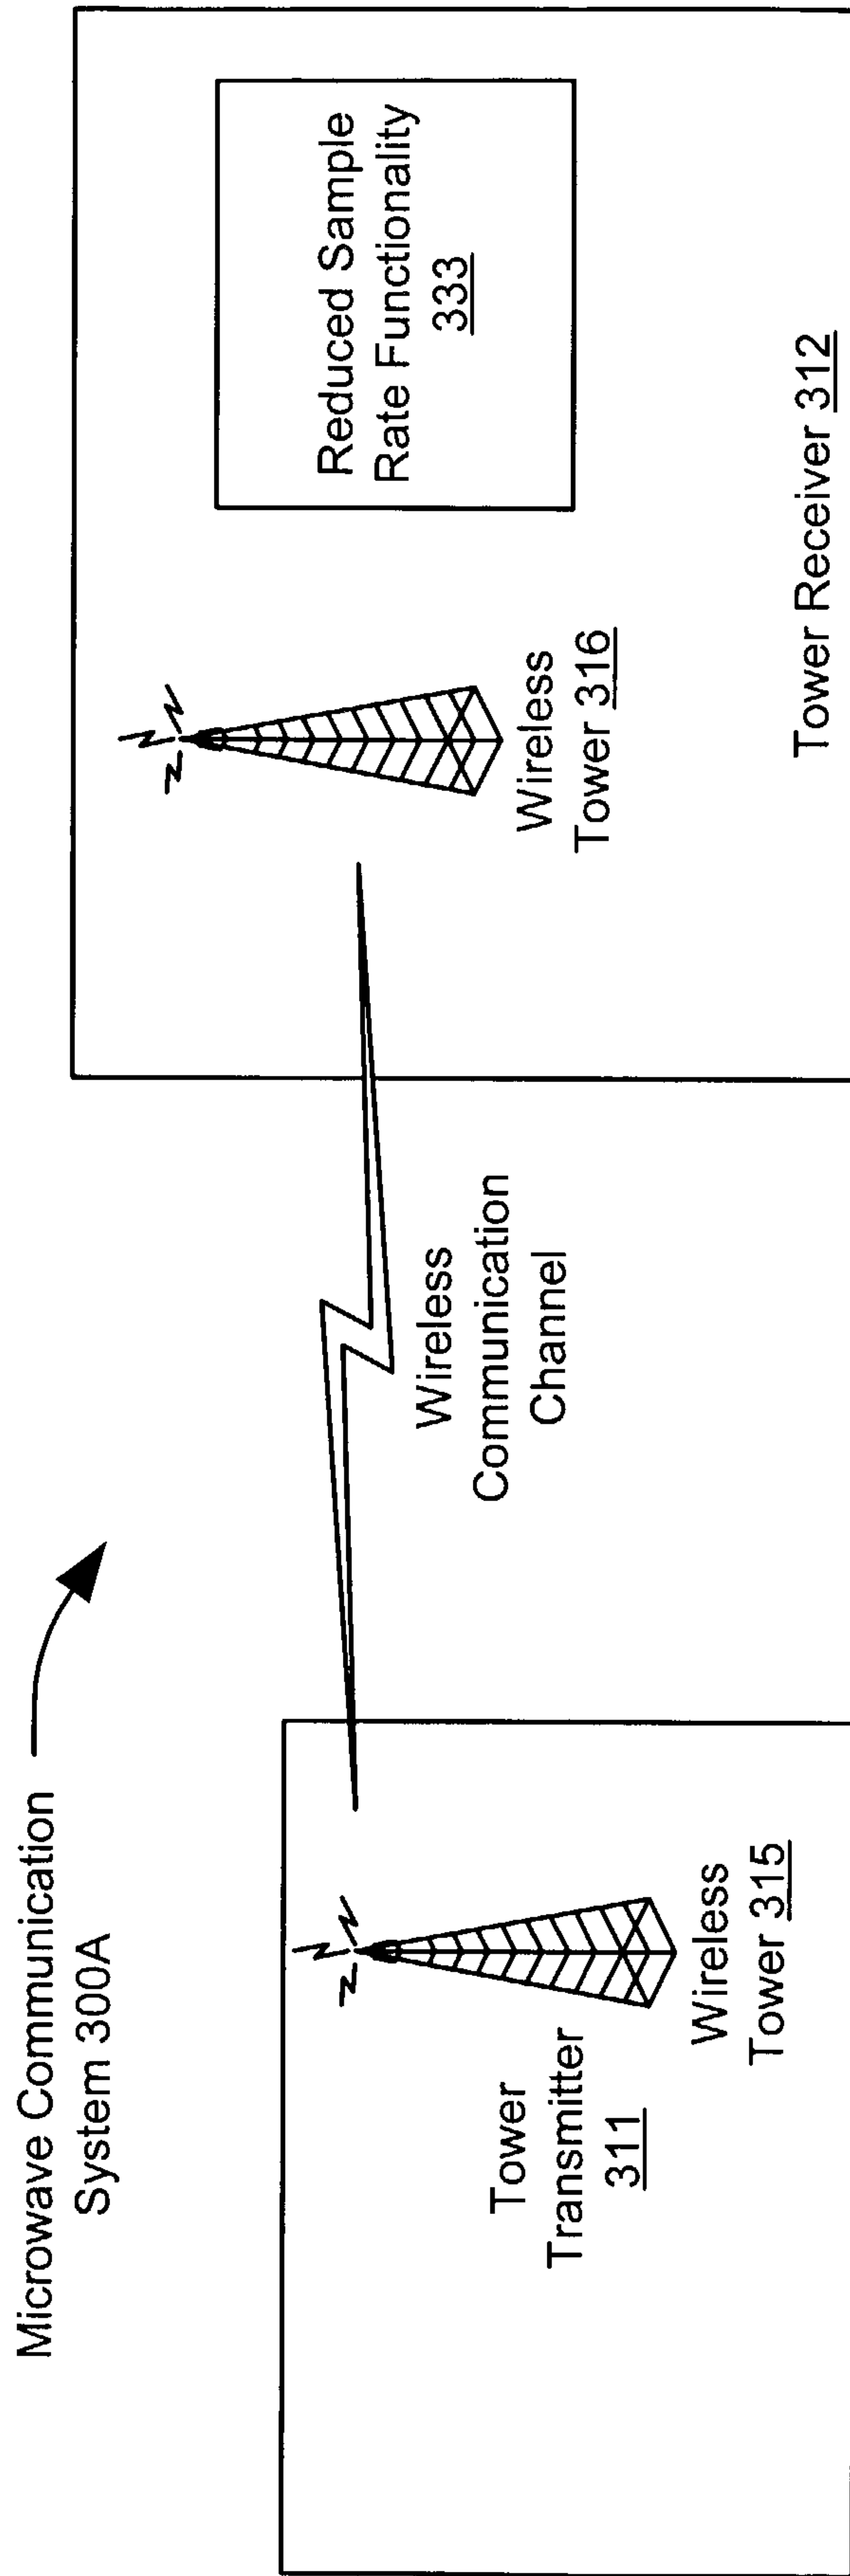 Microwave Communication
System 300A
Tower
Transmitter
311
Wireless
Tower 315
Wireless
Communication
Channel
Wireless
Tower 316
Reduced Sample
Rate Functionality
333
Tower Receiver 312